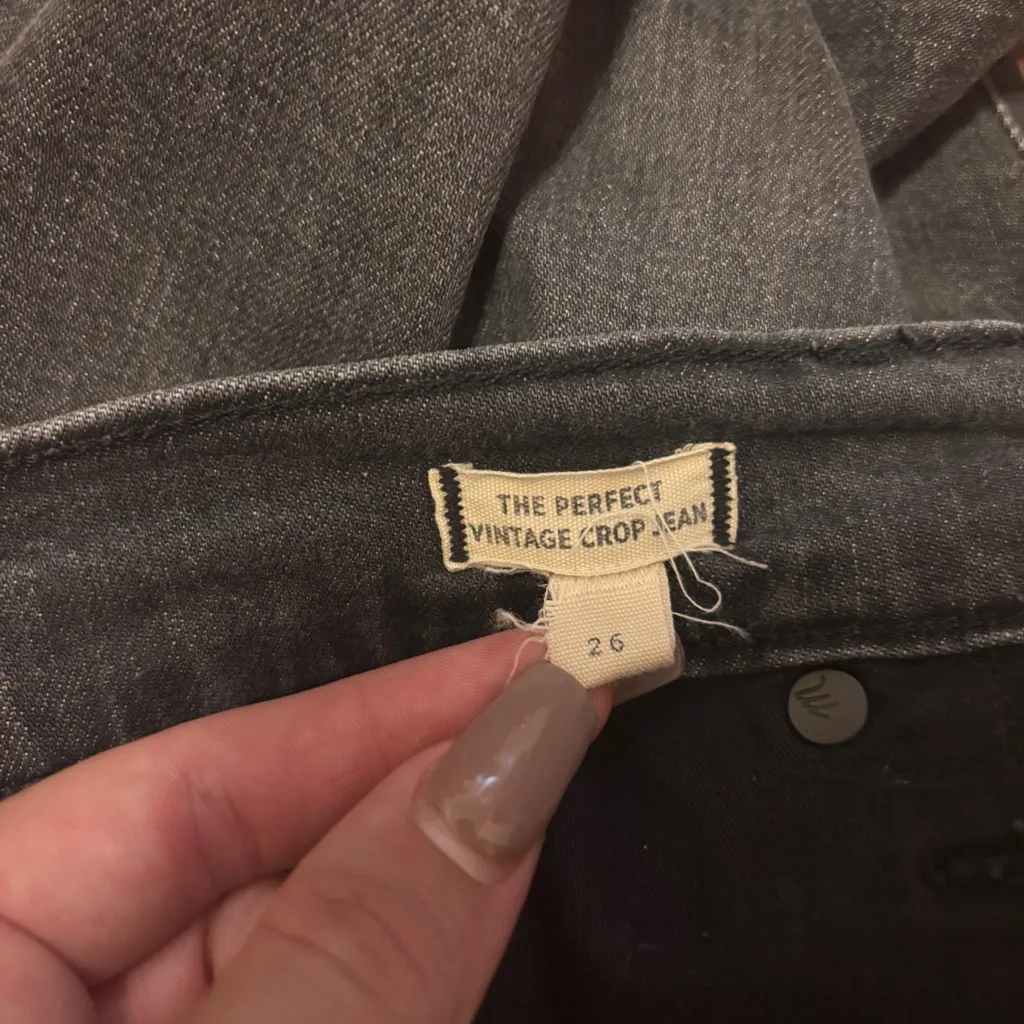 THE PERFECT
VINTAGE CROP JEAN
26